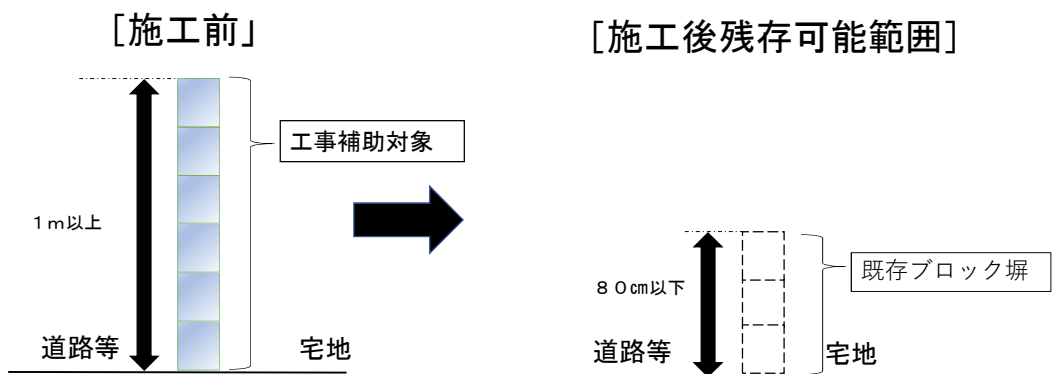 ［施工前」
［施工後残存可能範囲］
工事補助対象
１ｍ以上
８０㎝以下
既存ブロック塀
道路等
宅地
道路等
宅地